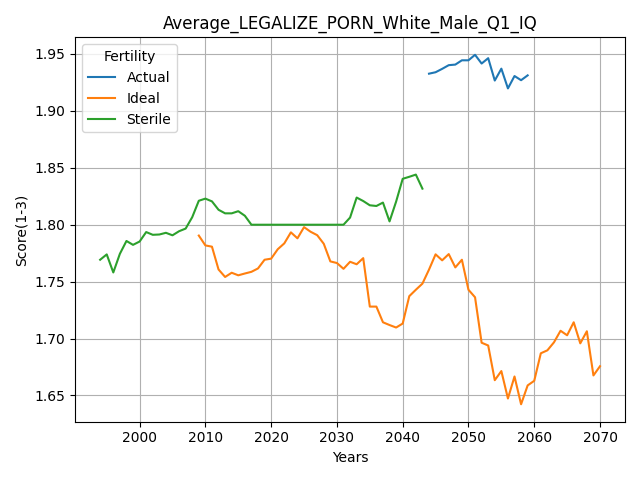 Average_LEGALIZE_PORN_White_Male_Q1_IQ
Fertility
Actual
Ideal
Sterile
Score(1-3)
1.95
1.90
1.85
1.80
1.75
1.70
1.65
2000 2010 2020 2030 2040 2050 2060 2070
Years